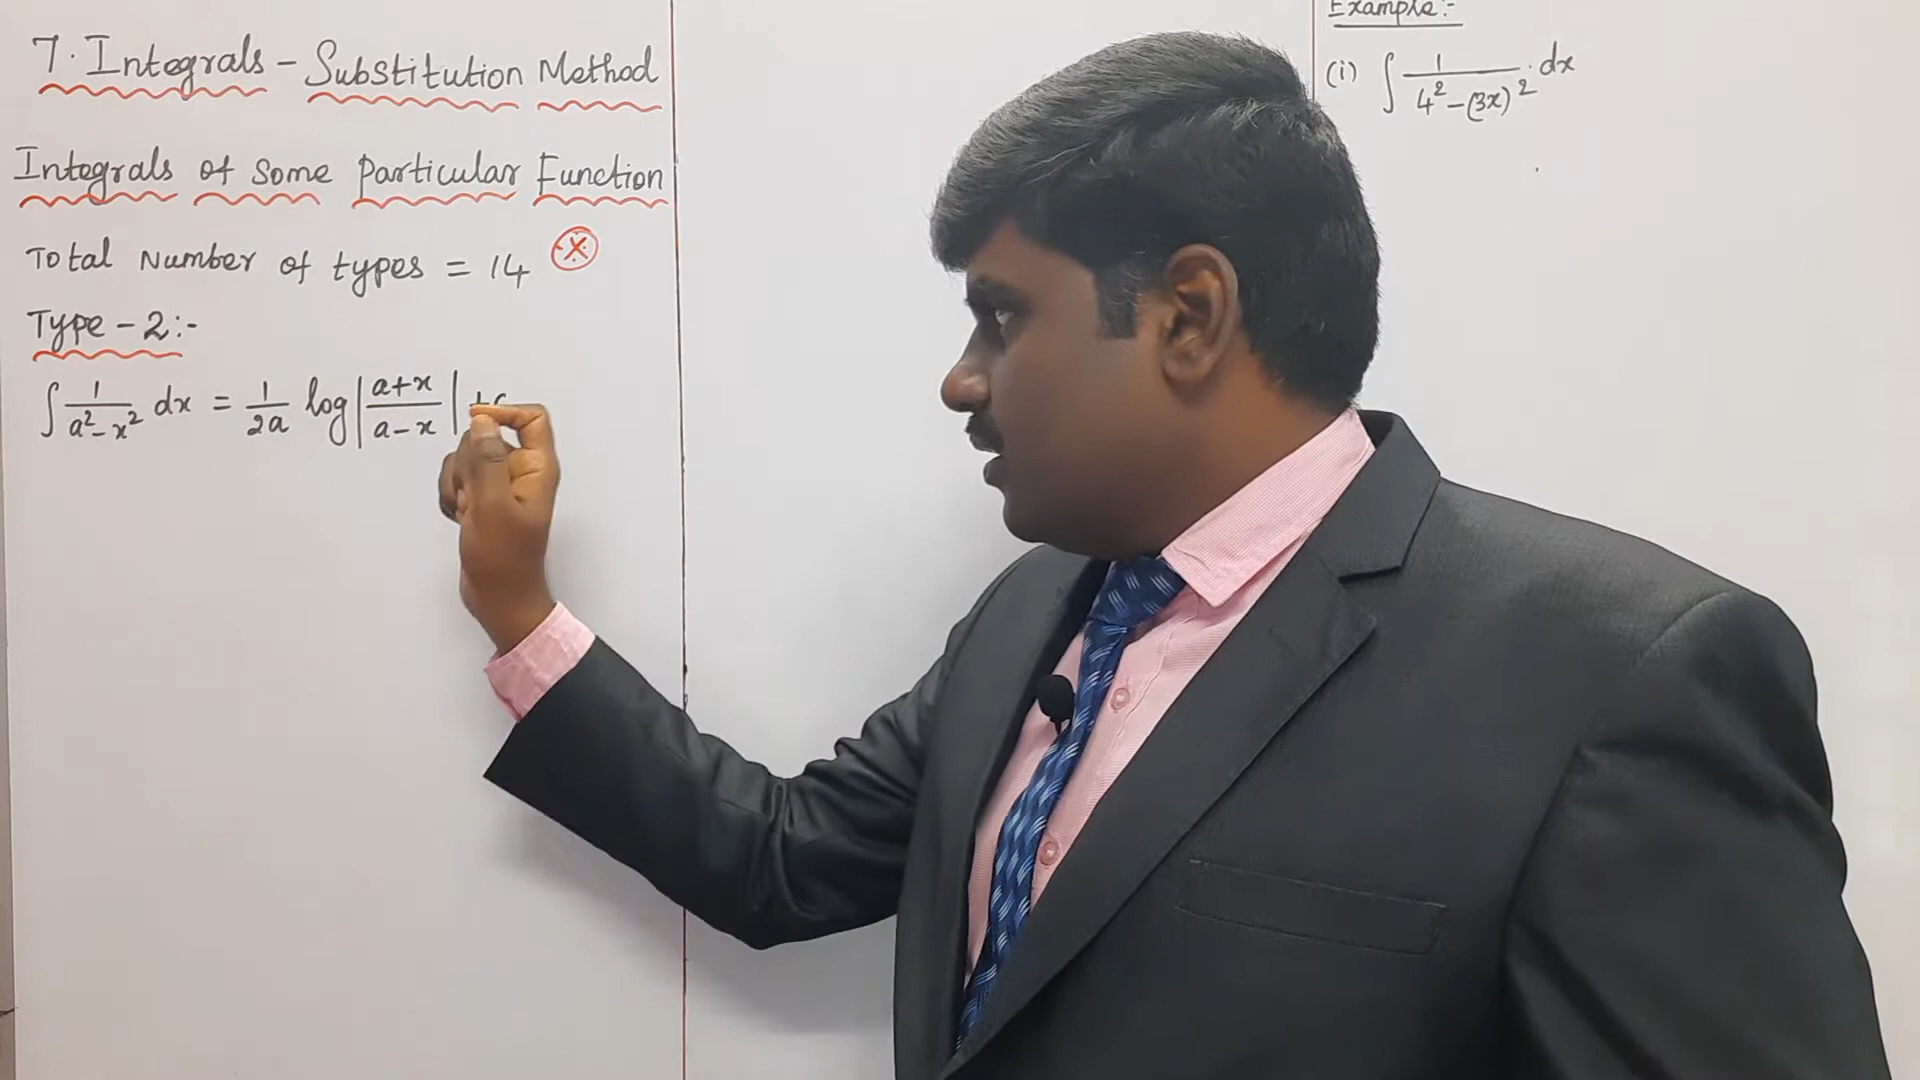 7. Integrals - Substitution Method
Integrals of Some Particular Function
Total Number of types = 14 *
Type - 2:-
∫ 1/(a² - x²) dx = 1/(2a) log |(a+x)/(a-x)| + c
Example:-
(i) ∫ 1/(4² - (3x)²) . dx